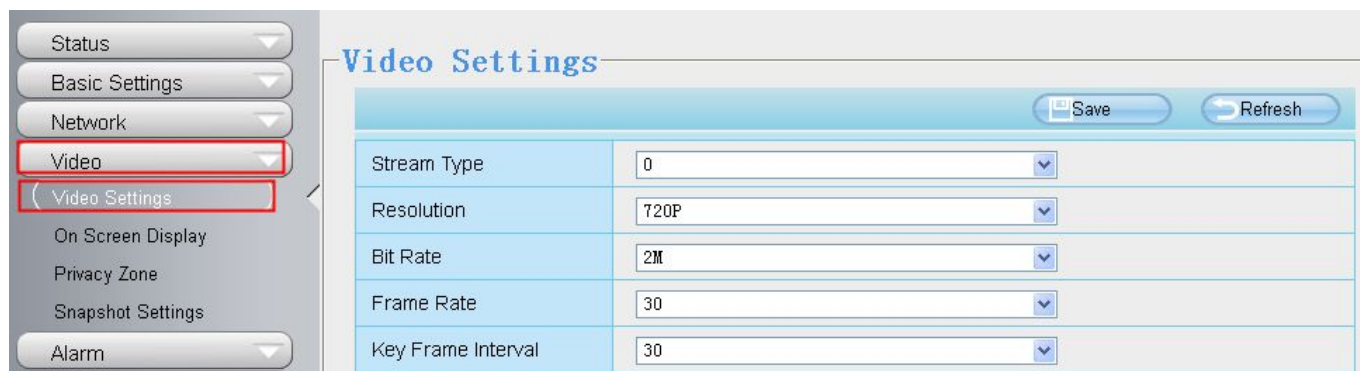 Status
Basic Settings
Network
Video
Video Settings
On Screen Display
Privacy Zone
Snapshot Settings
Alarm
Video Settings
Save Refresh
Stream Type 0
Resolution 720P
Bit Rate 2M
Frame Rate 30
Key Frame Interval 30